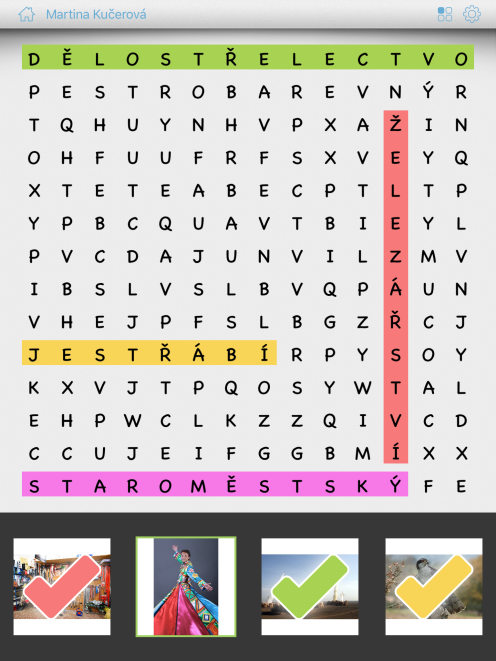 Martina Kučerová
D Ě L O S T Ř E L E C T V O
P E S T R O B A R E V N Ý R
T Q H U Y N H V P X A Ž I N
O H F U U F R F S X V E Y Q
X T E T E A B E C P T L T P
Y P B C Q U A V T B I E Y L
P V C D A J U N V I L Z M V
I B S L V S L B V Q P Á U N
V H E J P F S L B G Z Ř C J
J E S T Ř Á B Í R P Y S O Y
K X V J T P Q O S Y W T A L
E H P W C L K Z Z Q I V C D
C C U J E I F G G B M Í X X
S T A R O M Ě S T S K Ý F E